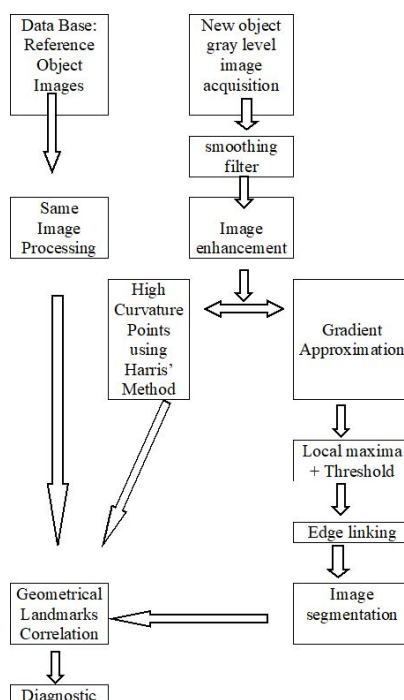 Data Base:
Reference
Object
Images
New object
gray level
image
acquisition
smoothing
filter
Same
Image
Processing
Image
enhancement
High
Curvature
Points
using
Harris'
Method
Gradient
Approximation
Local maxima
+ Threshold
Edge linking
Geometrical
Landmarks
Correlation
Image
segmentation
Diagnostic